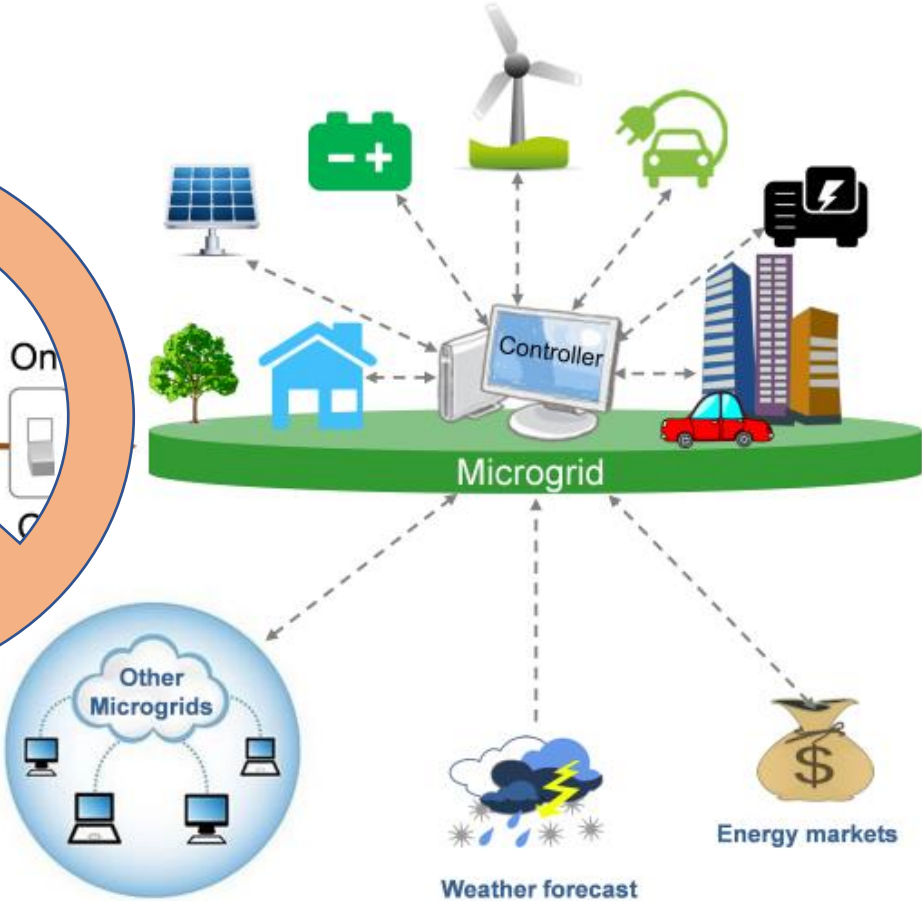 On
Controller
Microgrid
Other
Microgrids
$
Energy markets
Weather forecast